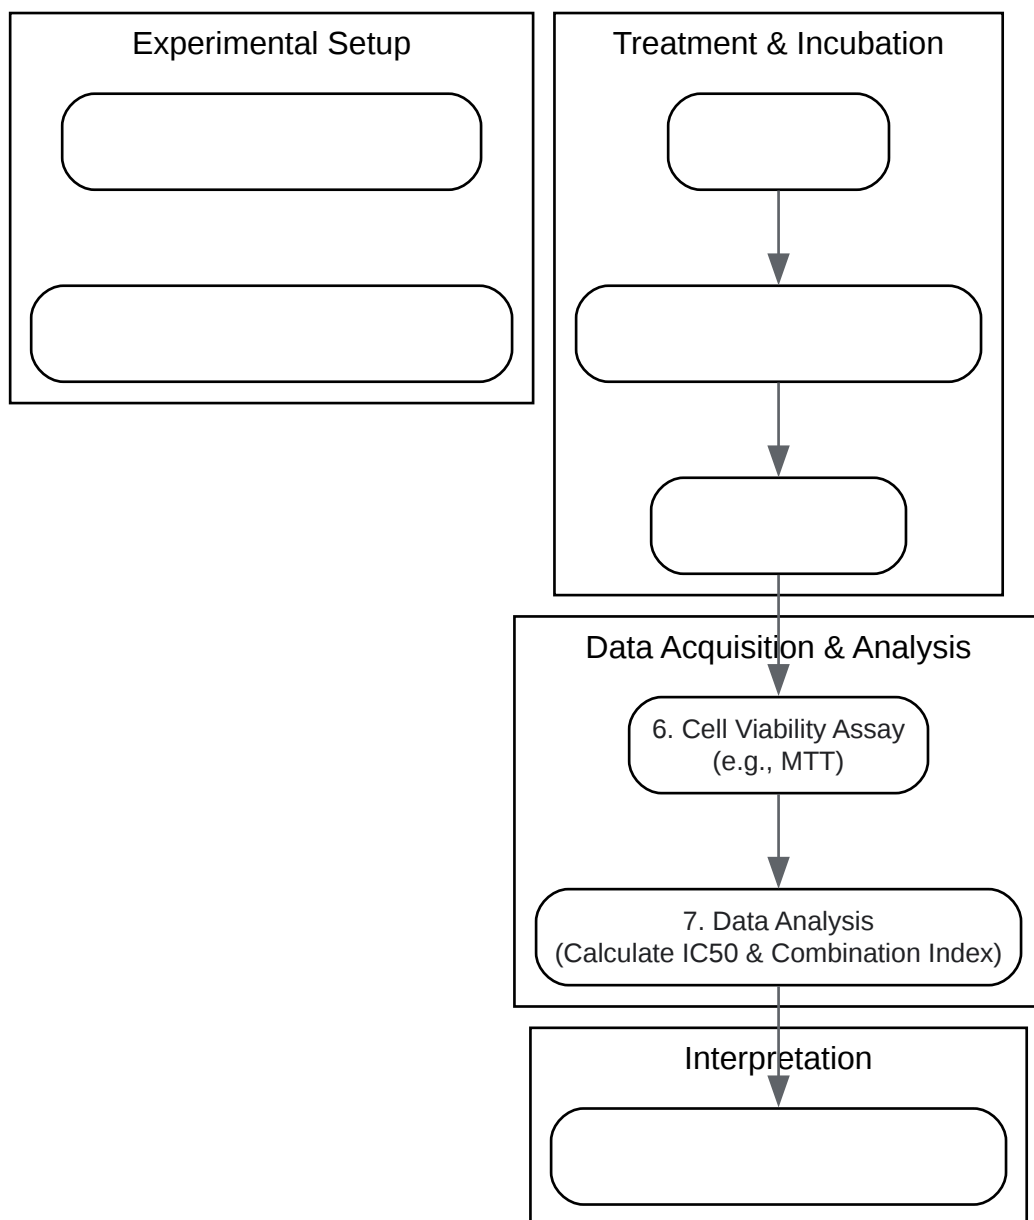 Experimental Setup
Treatment & Incubation
Data Acquisition & Analysis
6. Cell Viability Assay
(e.g., MTT)
7. Data Analysis
(Calculate IC50 & Combination Index)
Interpretation